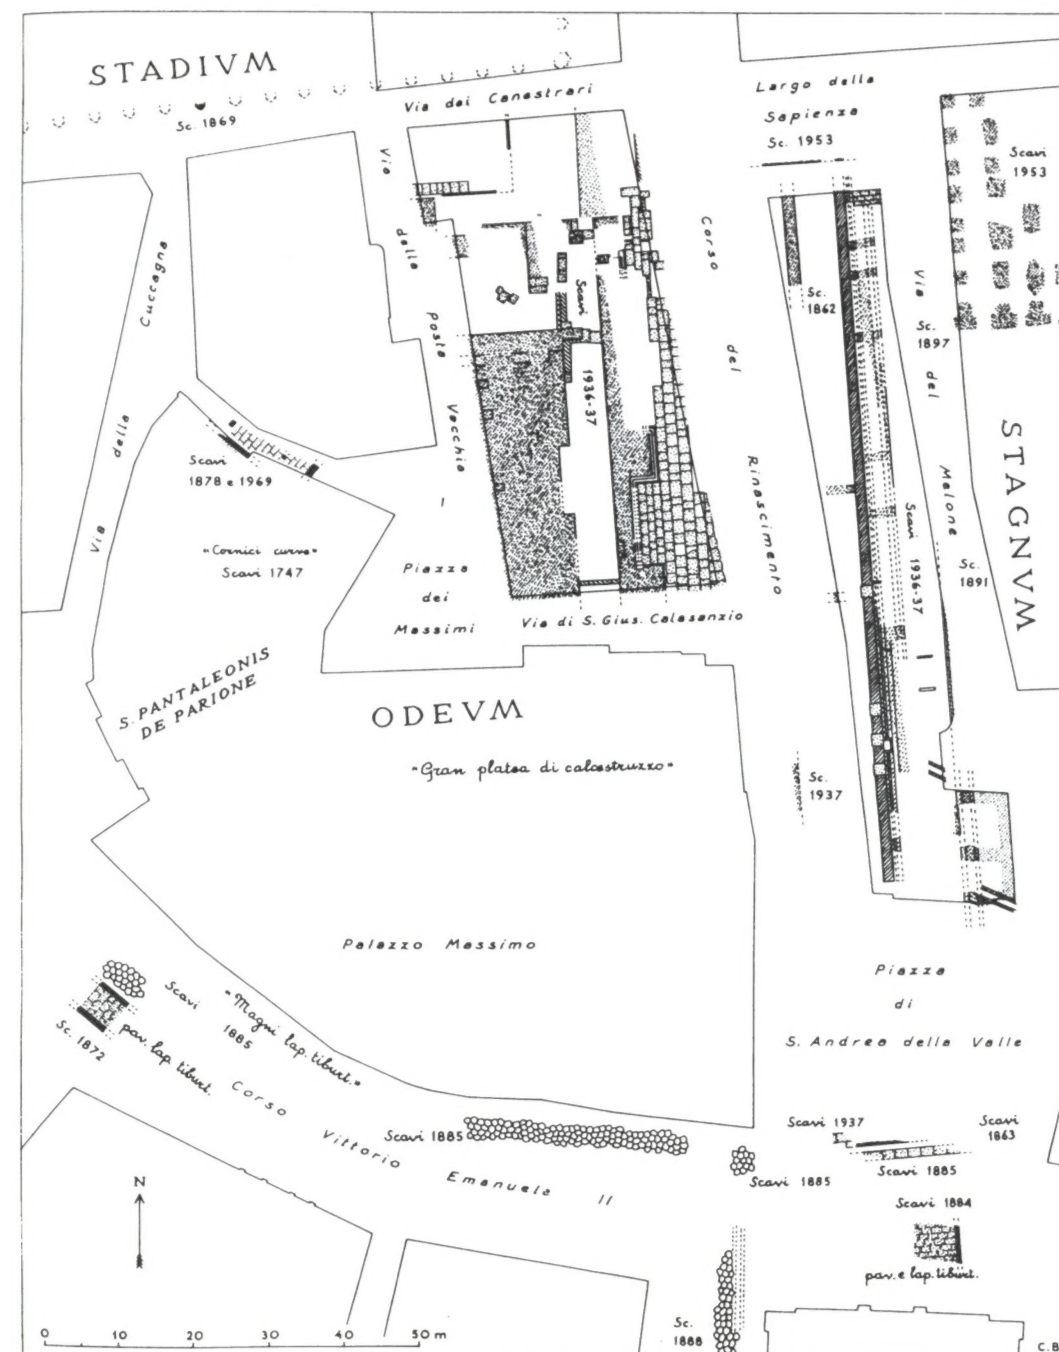 STADIVM
Sc. 1869
Via dei Canestrari
Largo della
Sapienza
Sc. 1953
Scavi
1953
Via della Cuccagna
Via della Posta Vecchia
Corso del Rinascimento
Scavi 1936-37
Sc.
1862
Via del Melone
Sc.
1897
Scavi
1878 e 1969
"Cornici curve"
Scavi 1747
Piazza
dei
Massimi
Via di S. Gius. Calasanzio
Scavi 1936-37
Sc.
1891
STAGNVM
S. PANTALEONIS
DE PARIONE
ODEVM
"Gran platea di calcestruzzo"
Sc.
1937
Palazzo Massimo
Piazza
di
S. Andrea della Valle
Scavi
1885
"Magni lap. tiburt."
Sc. 1872
pav. lap. tiburt.
Corso Vittorio Emanuele II
Scavi 1885
Scavi 1937
Scavi
1863
Scavi 1885
Scavi 1885
Scavi 1884
pav. e lap. tiburt.
N
Sc.
1888
0 10 20 30 40 50 m
C.B